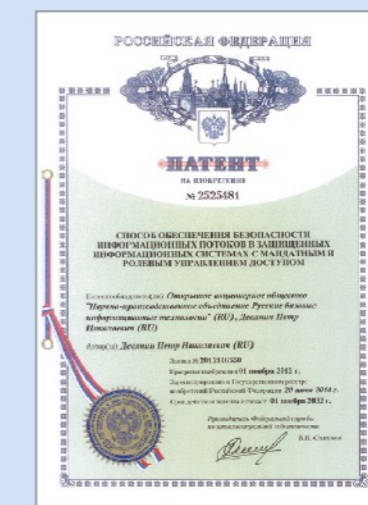 РОССИЙСКАЯ ФЕДЕРАЦИЯ
ПАТЕНТ
НА ИЗОБРЕТЕНИЕ
№ 2525481
СПОСОБ ОБЕСПЕЧЕНИЯ БЕЗОПАСНОСТИ
ИНФОРМАЦИОННЫХ ПОТОКОВ В ЗАЩИЩЕННЫХ
ИНФОРМАЦИОННЫХ СИСТЕМАХ С МАНДАТНЫМ И
РОЛЕВЫМ УПРАВЛЕНИЕМ ДОСТУПОМ
Патентообладатель(ли): Открытое акционерное общество
"Научно-производственное объединение Русские базовые
информационные технологии" (RU), Девянин Петр
Николаевич (RU)
Автор(ы): Девянин Петр Николаевич (RU)
Заявка №
Приоритет изобретения 01 ноября 2012 г.
Зарегистрировано в Государственном реестре
изобретений Российской Федерации 20 июня 2014 г.
Срок действия патента истекает 01 ноября 2032 г.
Руководитель Федеральной службы
по интеллектуальной собственности